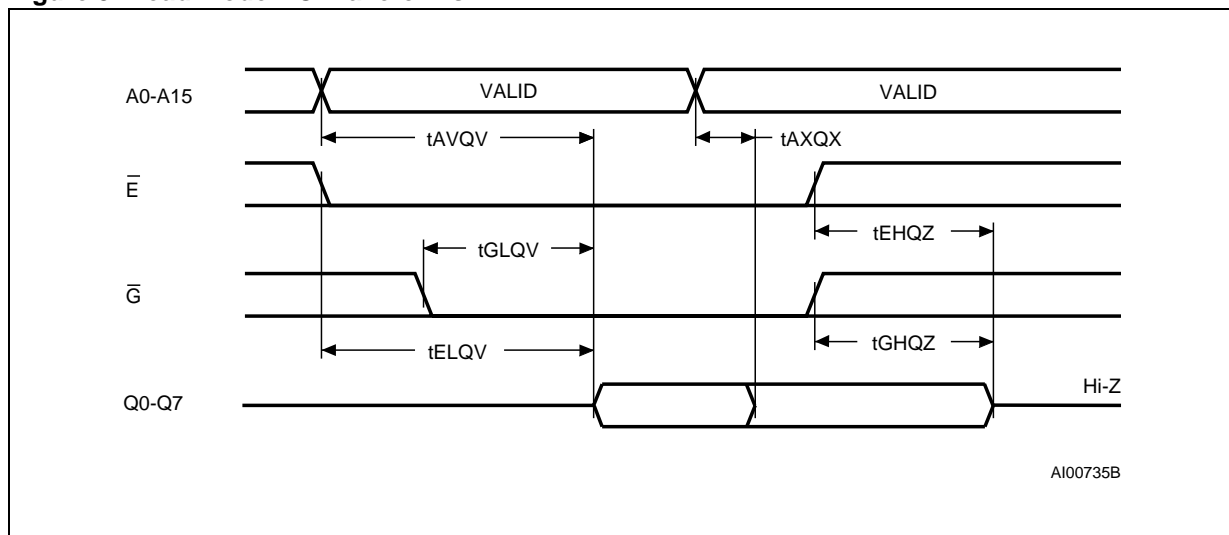 A0-A15
VALID
VALID
tAVQV
tAXQX
E
tEHQZ
tGLQV
G
tGHQZ
tELQV
Hi-Z
Q0-Q7
AI00735B